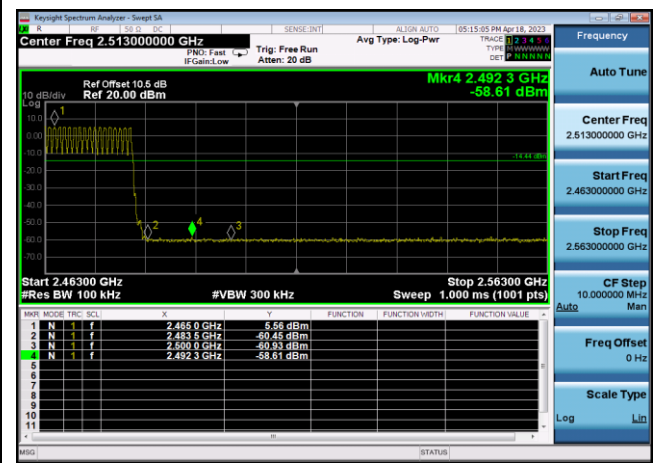 Keysight Spectrum Analyzer - Swept SA
R RF 50 Ω DC SENSE:INT ALIGN AUTO 05:15:05 PM Apr 18, 2023
Center Freq 2.513000000 GHz
PNO: Fast
IFGain:Low
Trig: Free Run
Atten: 20 dB
Avg Type: Log-Pwr
TRACE 1 2 3 4 5 6
TYPE M W W W W W
DET P N N N N N
Ref Offset 10.5 dB
Ref 20.00 dBm
10 dB/div
Log
Mkr4 2.492 3 GHz
-58.61 dBm
10.0
0.00
-10.0
-20.0
-30.0
-40.0
-50.0
-60.0
-70.0
1
2
4
3
-14.44 dBm
Start 2.46300 GHz
Stop 2.56300 GHz
#Res BW 100 kHz
#VBW 300 kHz
Sweep 1.000 ms (1001 pts)
MKR MODE TRC SCL X Y FUNCTION FUNCTION WIDTH FUNCTION VALUE
1 N 1 f 2.465 0 GHz 5.56 dBm
2 N 1 f 2.483 5 GHz -60.45 dBm
3 N 1 f 2.500 0 GHz -60.93 dBm
4 N 1 f 2.492 3 GHz -58.61 dBm
5
6
7
8
9
10
11
MSG
STATUS
Frequency
Auto Tune
Center Freq
2.513000000 GHz
Start Freq
2.463000000 GHz
Stop Freq
2.563000000 GHz
CF Step
10.000000 MHz
Auto Man
Freq Offset
0 Hz
Scale Type
Log Lin